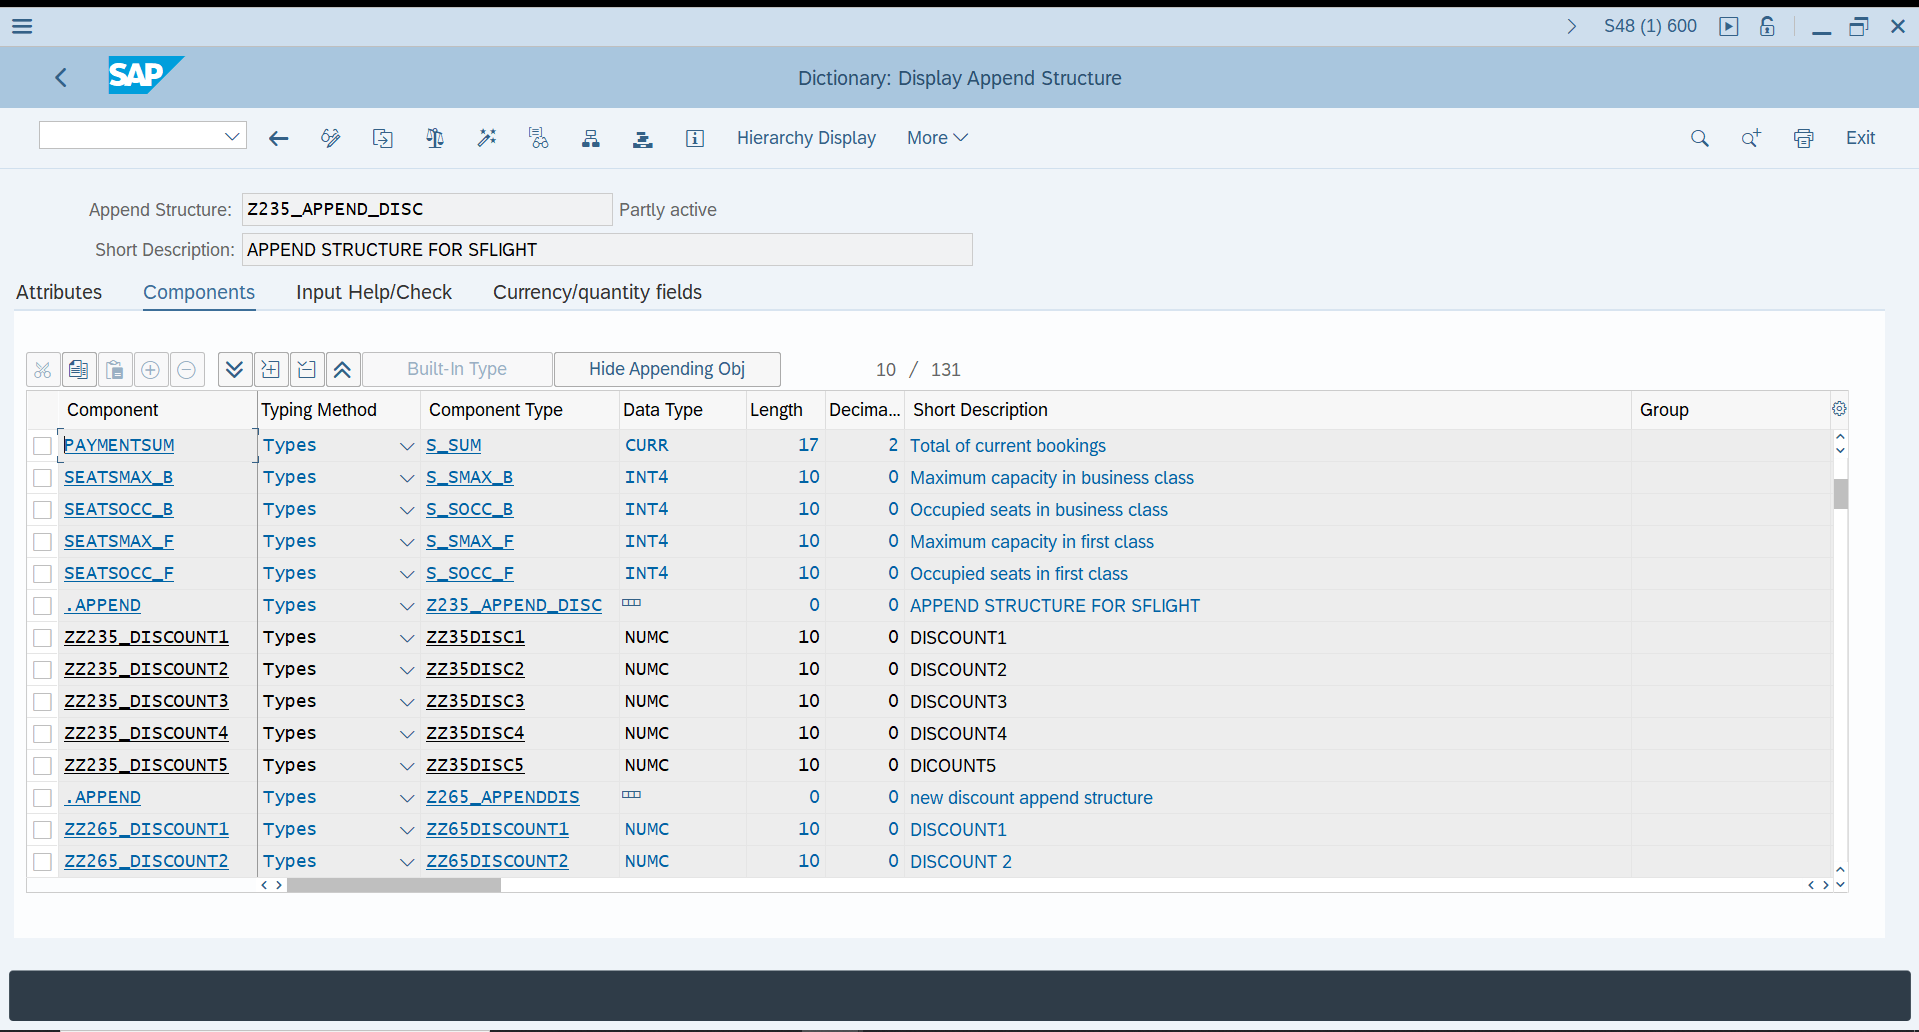 S48 (1) 600
SAP
Dictionary: Display Append Structure
Hierarchy Display More Exit
Append Structure: Z235_APPEND_DISC Partly active
Short Description: APPEND STRUCTURE FOR SFLIGHT
Attributes Components Input Help/Check Currency/quantity fields
Built-In Type Hide Appending Obj 10 / 131
Component Typing Method Component Type Data Type Length Decima... Short Description Group
PAYMENTSUM Types S_SUM CURR 17 2 Total of current bookings
SEATSMAX_B Types S_SMAX_B INT4 10 0 Maximum capacity in business class
SEATSOCC_B Types S_SOCC_B INT4 10 0 Occupied seats in business class
SEATSMAX_F Types S_SMAX_F INT4 10 0 Maximum capacity in first class
SEATSOCC_F Types S_SOCC_F INT4 10 0 Occupied seats in first class
.APPEND Types Z235_APPEND_DISC 0 0 APPEND STRUCTURE FOR SFLIGHT
ZZ235_DISCOUNT1 Types ZZ35DISC1 NUMC 10 0 DISCOUNT1
ZZ235_DISCOUNT2 Types ZZ35DISC2 NUMC 10 0 DISCOUNT2
ZZ235_DISCOUNT3 Types ZZ35DISC3 NUMC 10 0 DISCOUNT3
ZZ235_DISCOUNT4 Types ZZ35DISC4 NUMC 10 0 DISCOUNT4
ZZ235_DISCOUNT5 Types ZZ35DISC5 NUMC 10 0 DICOUNT5
.APPEND Types Z265_APPENDDIS 0 0 new discount append structure
ZZ265_DISCOUNT1 Types ZZ65DISCOUNT1 NUMC 10 0 DISCOUNT1
ZZ265_DISCOUNT2 Types ZZ65DISCOUNT2 NUMC 10 0 DISCOUNT 2